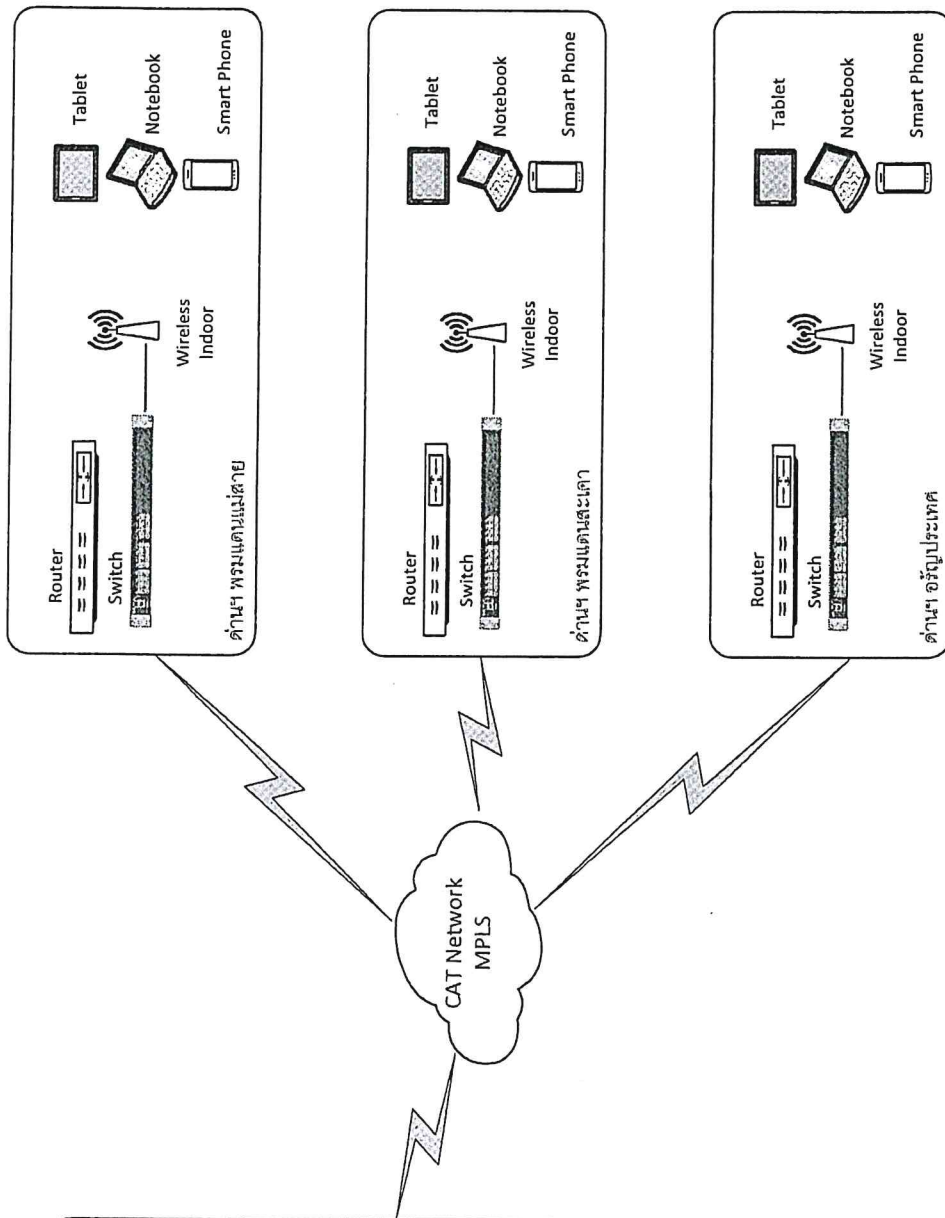 Router
Switch
Wireless
Indoor
Tablet
Notebook
Smart Phone
ด่านฯ พรมแดนแม่สาย
Router
Switch
Wireless
Indoor
Tablet
Notebook
Smart Phone
ด่านฯ พรมแดนสะเดา
Router
Switch
Wireless
Indoor
Tablet
Notebook
Smart Phone
ด่านฯ อรัญประเทศ
CAT Network
MPLS